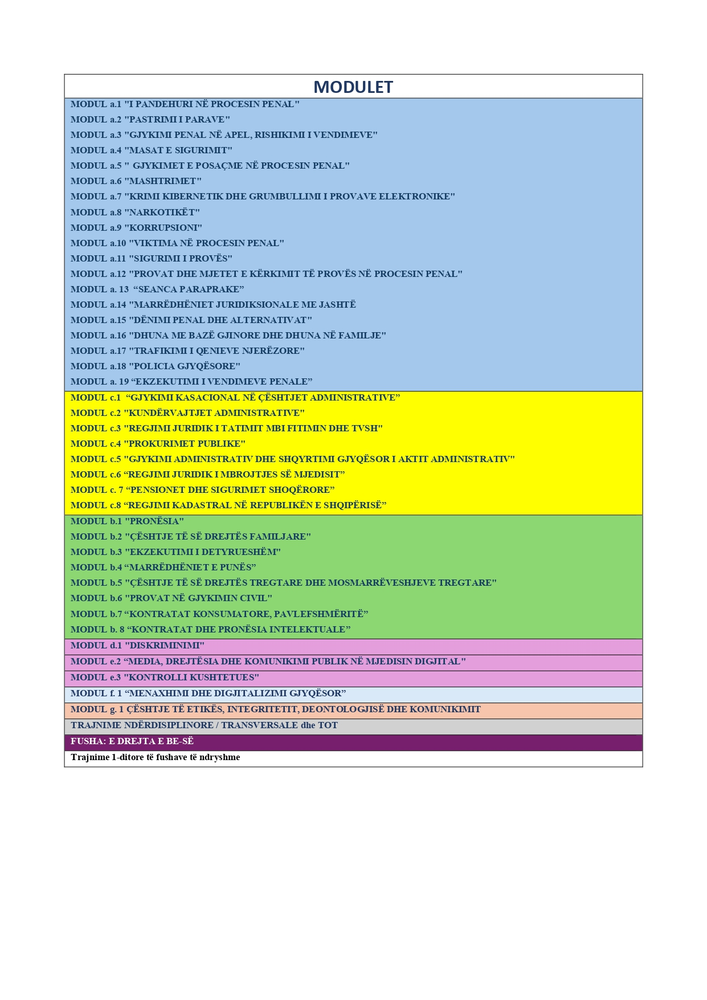 MODULET
MODUL a.1 "I PANDEHURI NË PROCESIN PENAL"
MODUL a.2 "PASTRIMI I PARAVE"
MODUL a.3 "GJYKIMI PENAL NË APEL, RISHIKIMI I VENDIMEVE"
MODUL a.4 "MASAT E SIGURIMIT"
MODUL a.5 " GJYKIMET E POSAÇME NË PROCESIN PENAL"
MODUL a.6 "MASHTRIMET"
MODUL a.7 "KRIMI KIBERNETIK DHE GRUMBULLIMI I PROVAVE ELEKTRONIKE"
MODUL a.8 "NARKOTIKËT"
MODUL a.9 "KORRUPSIONI"
MODUL a.10 "VIKTIMA NË PROCESIN PENAL"
MODUL a.11 "SIGURIMI I PROVËS"
MODUL a.12 "PROVAT DHE MJETET E KËRKIMIT TË PROVËS NË PROCESIN PENAL"
MODUL a. 13  “SEANCA PARAPRAKE”
MODUL a.14 "MARRËDHËNIET JURIDIKSIONALE ME JASHTË
MODUL a.15 "DËNIMI PENAL DHE ALTERNATIVAT"
MODUL a.16 "DHUNA ME BAZË GJINORE DHE DHUNA NË FAMILJE"
MODUL a.17 "TRAFIKIMI I QENIEVE NJERËZORE"
MODUL a.18 "POLICIA GJYQËSORE"
MODUL a. 19 “EKZEKUTIMI I VENDIMEVE PENALE”
MODUL c.1  “GJYKIMI KASACIONAL NË ÇËSHTJET ADMINISTRATIVE”
MODUL c.2 "KUNDËRVAJTJET ADMINISTRATIVE"
MODUL c.3 "REGJIMI JURIDIK I TATIMIT MBI FITIMIN DHE TVSH"
MODUL c.4 "PROKURIMET PUBLIKE"
MODUL c.5 "GJYKIMI ADMINISTRATIV DHE SHQYRTIMI GJYQËSOR I AKTIT ADMINISTRATIV"
MODUL c.6 “REGJIMI JURIDIK I MBROJTJES SË MJEDISIT”
MODUL c. 7 “PENSIONET DHE SIGURIMET SHOQËRORE”
MODUL c.8 “REGJIMI KADASTRAL NË REPUBLIKËN E SHQIPËRISË”
MODUL b.1 "PRONËSIA"
MODUL b.2 "ÇËSHTJE TË SË DREJTËS FAMILJARE"
MODUL b.3 "EKZEKUTIMI I DETYRUESHËM"
MODUL b.4 “MARRËDHËNIET E PUNËS”
MODUL b.5 "ÇËSHTJE TË SË DREJTËS TREGTARE DHE MOSMARRËVESHJEVE TREGTARE"
MODUL b.6 "PROVAT NË GJYKIMIN CIVIL"
MODUL b.7 “KONTRATAT KONSUMATORE, PAVLEFSHMËRITË”
MODUL b. 8 “KONTRATAT DHE PRONËSIA INTELEKTUALE”
MODUL d.1 "DISKRIMINIMI"
MODUL e.2 “MEDIA, DREJTËSIA DHE KOMUNIKIMI PUBLIK NË MJEDISIN DIGJITAL"
MODUL e.3 "KONTROLLI KUSHTETUES"
MODUL f. 1 “MENAXHIMI DHE DIGJITALIZIMI GJYQËSOR”
MODUL g. 1 ÇËSHTJE TË ETIKËS, INTEGRITETIT, DEONTOLOGJISË DHE KOMUNIKIMIT
TRAJNIME NDËRDISIPLINORE / TRANSVERSALE dhe TOT
FUSHA: E DREJTA E BE-SË
Trajnime 1-ditore të fushave të ndryshme